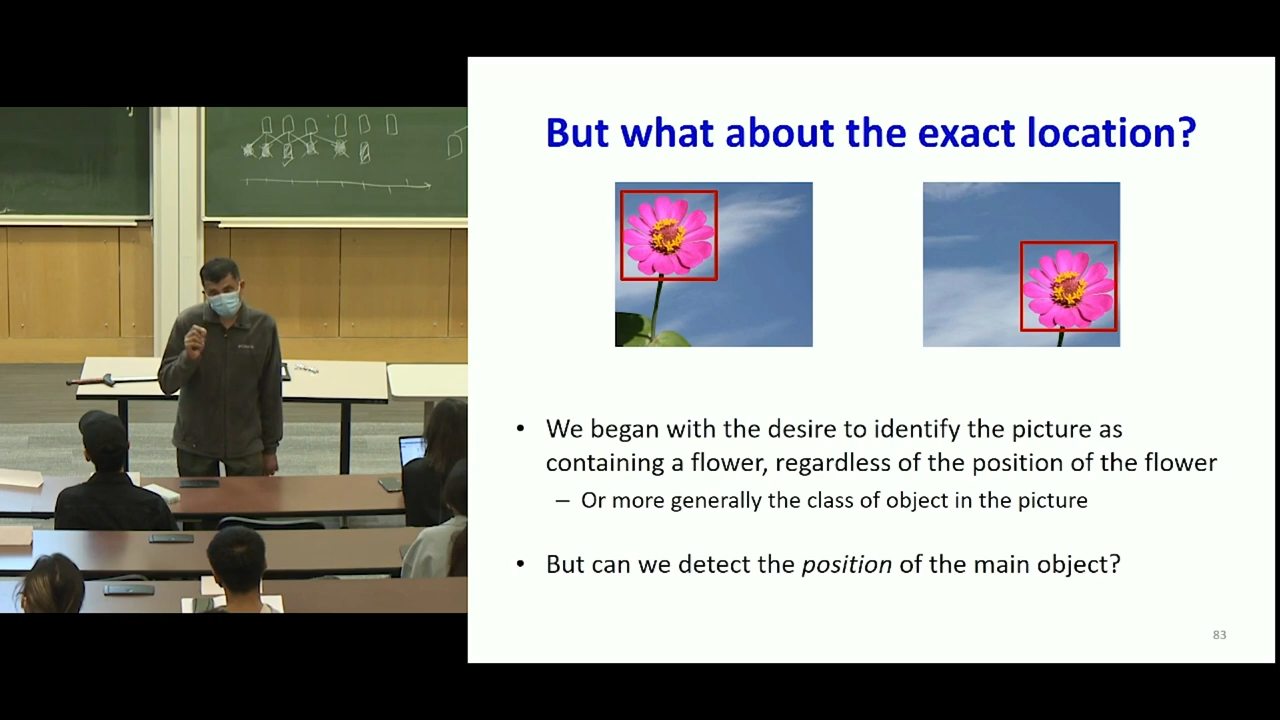 But what about the exact location?
• We began with the desire to identify the picture as
containing a flower, regardless of the position of the flower
– Or more generally the class of object in the picture
• But can we detect the position of the main object?
83